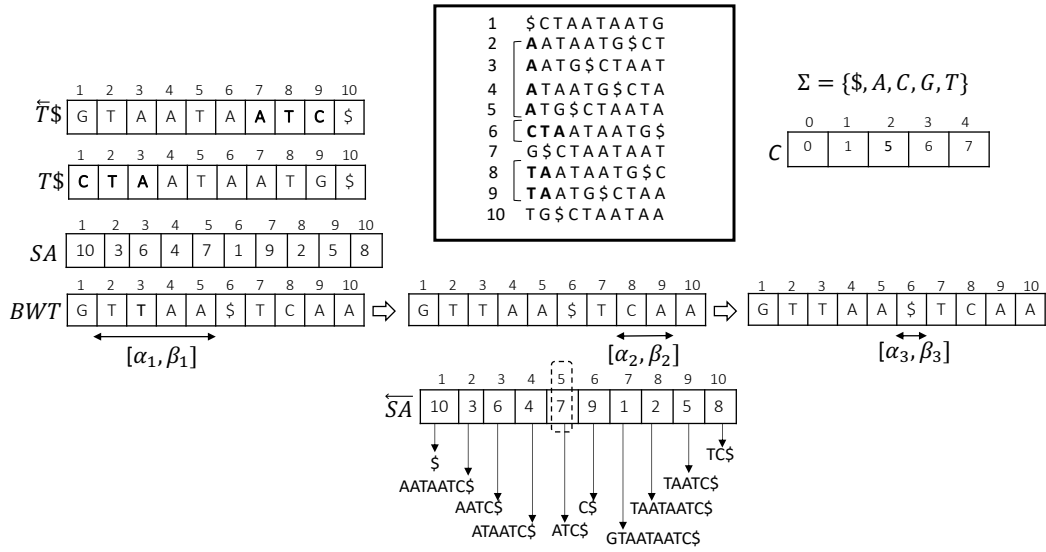 1 $CTAATAATG
2 AATAATG$CT
3 AATG$CTAAT
4 ATAATG$CTA
5 ATG$CTAATA
6 CTAATAATG$
7 G$CTAATAAT
8 TAATAATG$C
9 TAATG$CTAA
10 TG$CTAATAA
Σ = {$, A, C, G, T}
0 1 2 3 4
C 0 1 5 6 7
1 2 3 4 5 6 7 8 9 10
T⃖$ G T A A T A A T C $
1 2 3 4 5 6 7 8 9 10
T$ C T A A T A A T G $
1 2 3 4 5 6 7 8 9 10
SA 10 3 6 4 7 1 9 2 5 8
1 2 3 4 5 6 7 8 9 10
BWT G T T A A $ T C A A
[α₁, β₁]
1 2 3 4 5 6 7 8 9 10
G T T A A $ T C A A
[α₂, β₂]
1 2 3 4 5 6 7 8 9 10
G T T A A $ T C A A
[α₃, β₃]
1 2 3 4 5 6 7 8 9 10
S⃖A⃖ 10 3 6 4 7 9 1 2 5 8
$
AATAATC$
AATC$
ATAATC$
ATC$
C$
GTAATAATC$
TAATAATC$
TAATC$
TC$